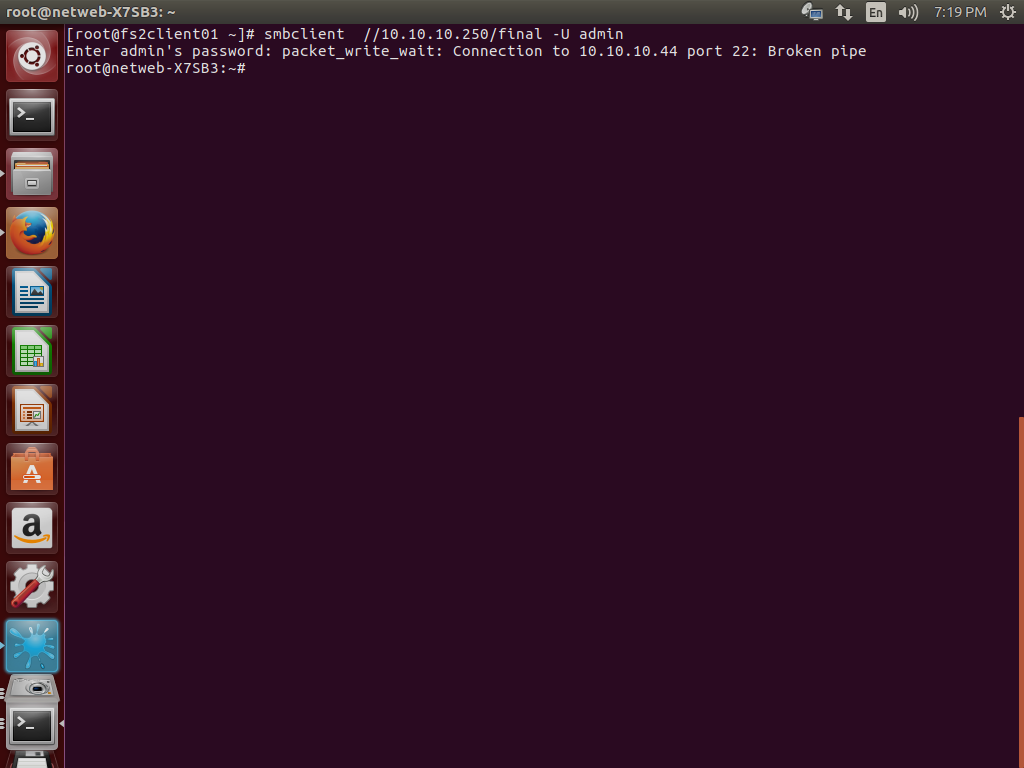 root@netweb-X7SB3: ~
En
7:19 PM
[root@fs2client01 ~]# smbclient  //10.10.10.250/final -U admin
Enter admin's password: packet_write_wait: Connection to 10.10.10.44 port 22: Broken pipe
root@netweb-X7SB3:~#